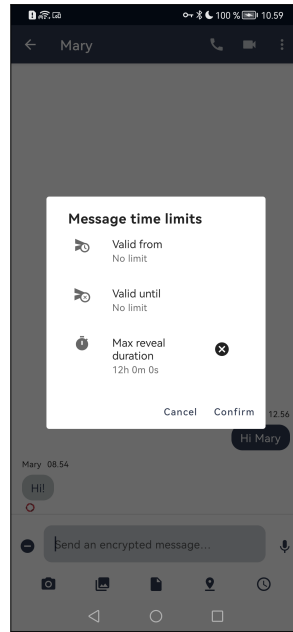 100 % 10.59
Mary
Message time limits
Valid from
No limit
Valid until
No limit
Max reveal
duration
12h 0m 0s
Cancel Confirm
12.56
Hi Mary
Mary 08.54
Hi!
Send an encrypted message...